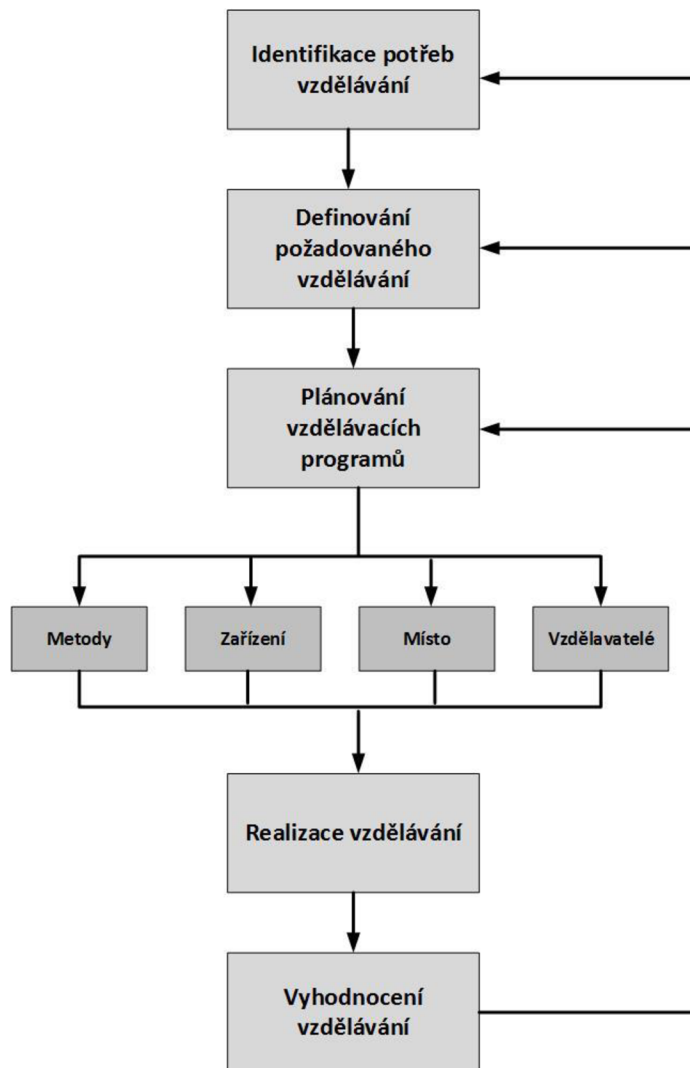 Identifikace potřeb
vzdělávání
Definování
požadovaného
vzdělávání
Plánování
vzdělávacích
programů
Metody
Zařízení
Místo
Vzdělavatelé
Realizace vzdělávání
Vyhodnocení
vzdělávání